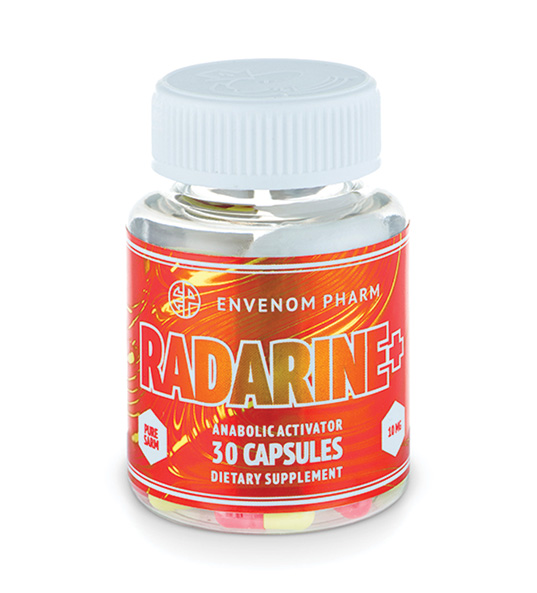 ENVENOM PHARM
RADARINE+
ANABOLIC ACTIVATOR
PURE
SARM
30 CAPSULES
10 MG
DIETARY SUPPLEMENT